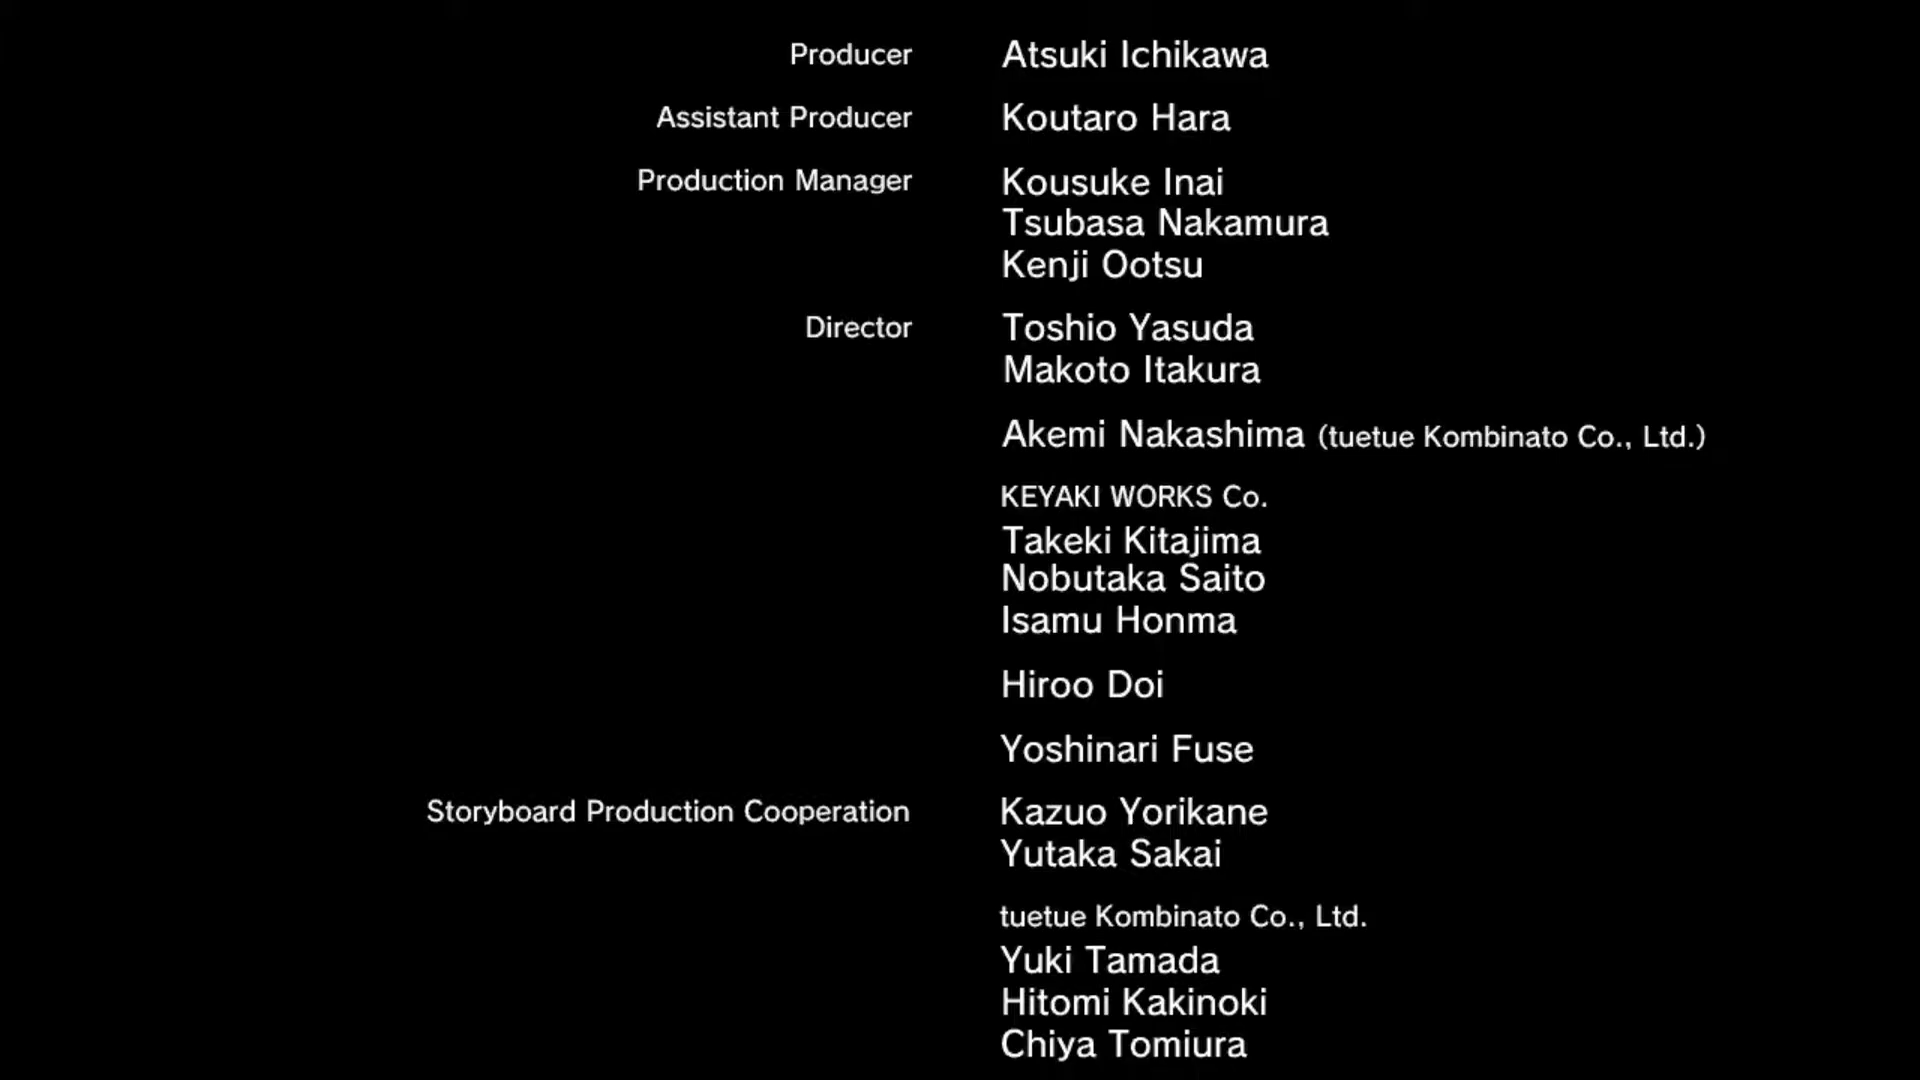 Producer Atsuki Ichikawa
Assistant Producer Koutaro Hara
Production Manager Kousuke Inai
Tsubasa Nakamura
Kenji Ootsu
Director Toshio Yasuda
Makoto Itakura
Akemi Nakashima (tuetue Kombinato Co., Ltd.)
KEYAKI WORKS Co.
Takeki Kitajima
Nobutaka Saito
Isamu Honma
Hiroo Doi
Yoshinari Fuse
Storyboard Production Cooperation Kazuo Yorikane
Yutaka Sakai
tuetue Kombinato Co., Ltd.
Yuki Tamada
Hitomi Kakinoki
Chiya Tomiura